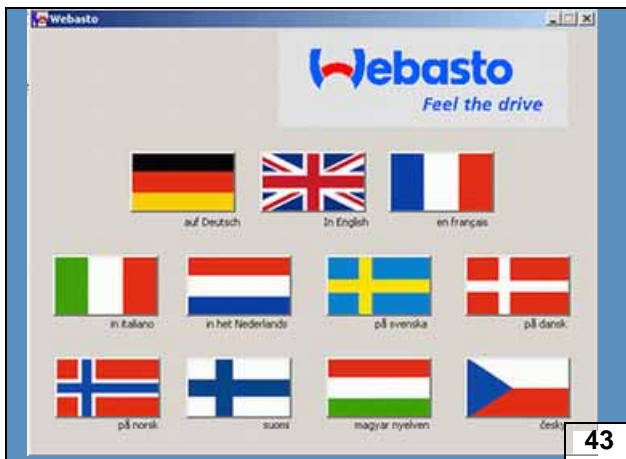 Webasto
Webasto
Feel the drive
auf Deutsch
In English
en français
in italiano
in het Nederlands
på svenska
på dansk
på norsk
suomi
magyar nyelven
česky
43